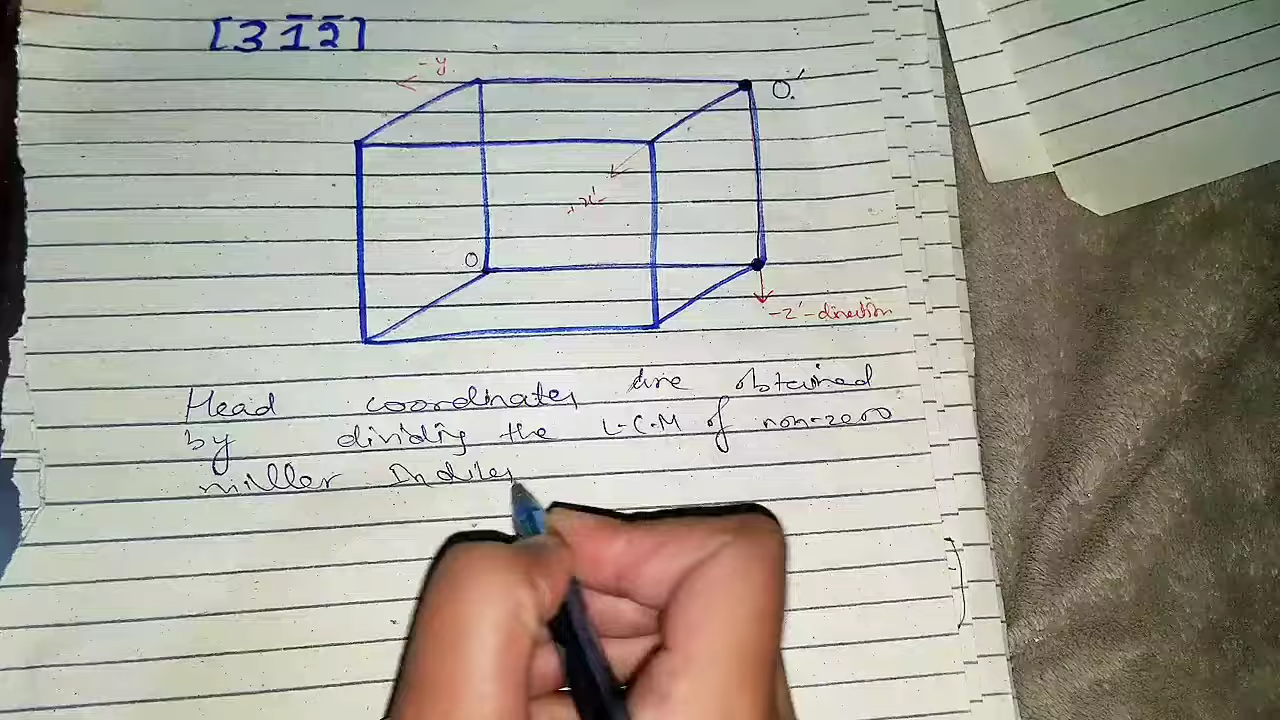 [3 1̄ 2̄]
-y
O'
+x'
O
-z'-direction
Head coordinates are obtained
by dividing the L.C.M of non-zero
miller Indices